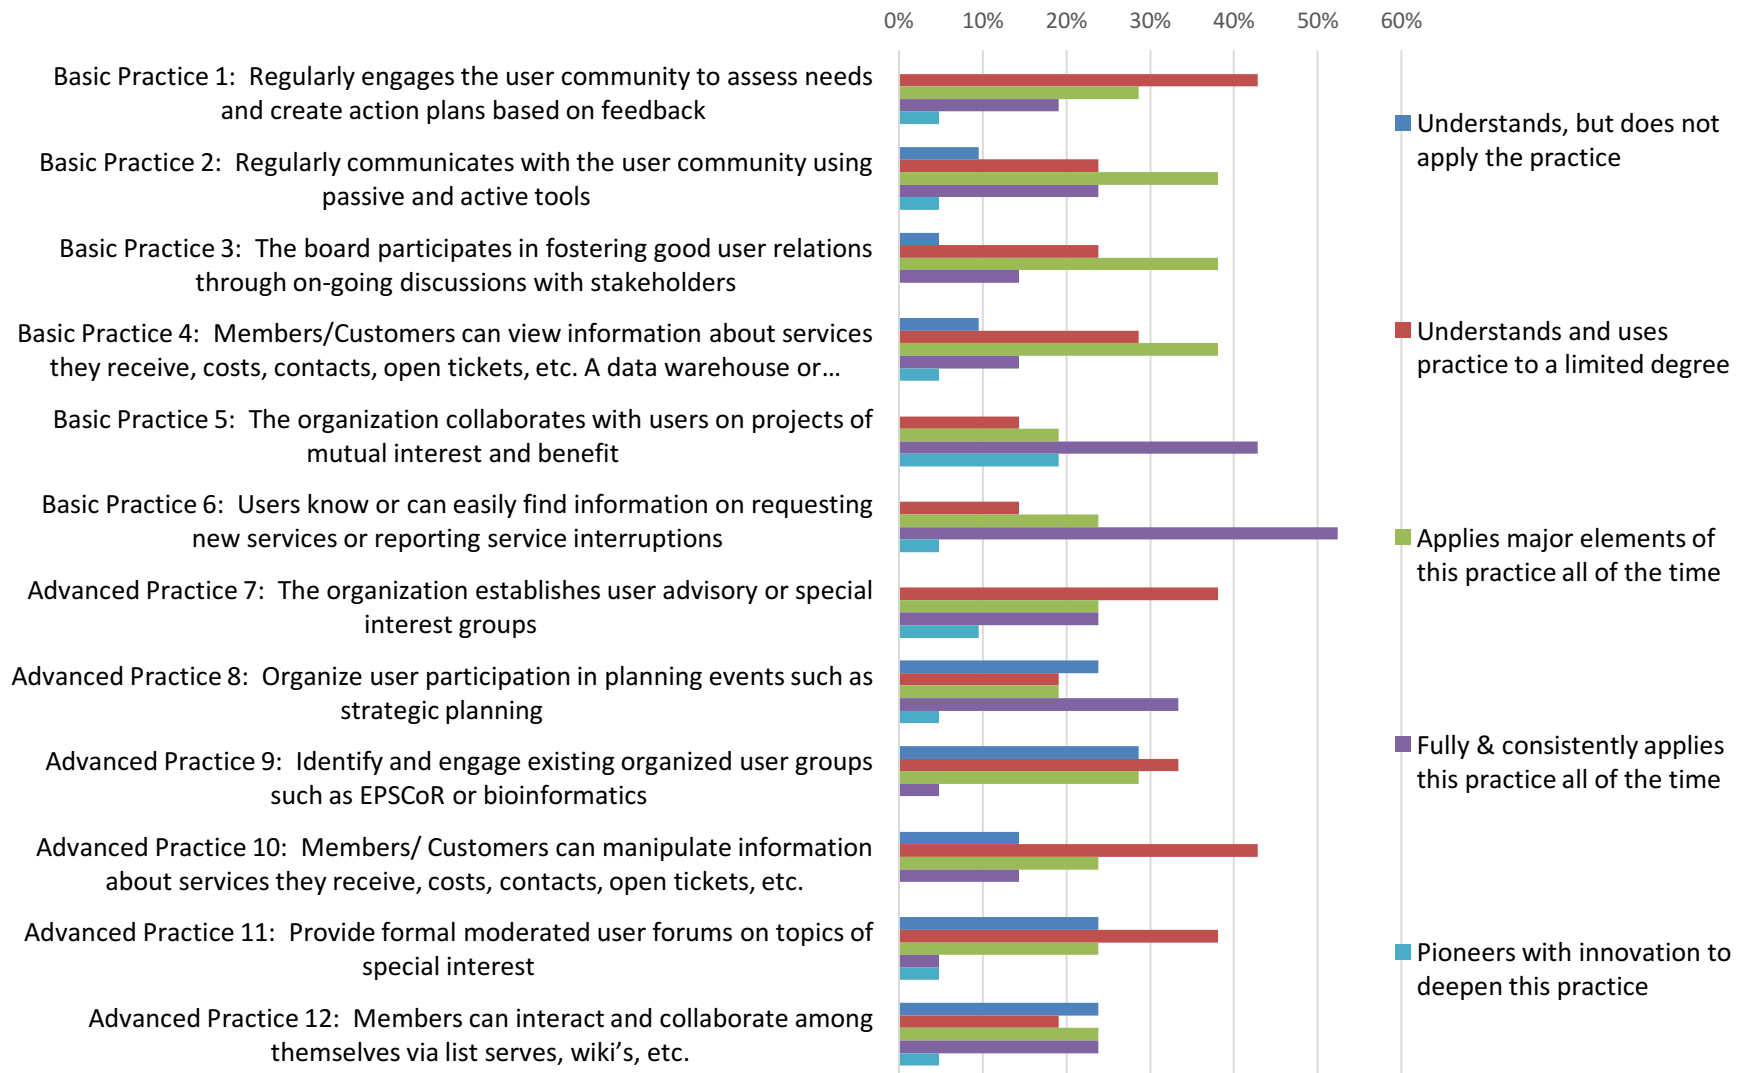 0% 10% 20% 30% 40% 50% 60%
Basic Practice 1: Regularly engages the user community to assess needs
and create action plans based on feedback
Basic Practice 2: Regularly communicates with the user community using
passive and active tools
Basic Practice 3: The board participates in fostering good user relations
through on-going discussions with stakeholders
Basic Practice 4: Members/Customers can view information about services
they receive, costs, contacts, open tickets, etc. A data warehouse or…
Basic Practice 5: The organization collaborates with users on projects of
mutual interest and benefit
Basic Practice 6: Users know or can easily find information on requesting
new services or reporting service interruptions
Advanced Practice 7: The organization establishes user advisory or special
interest groups
Advanced Practice 8: Organize user participation in planning events such as
strategic planning
Advanced Practice 9: Identify and engage existing organized user groups
such as EPSCoR or bioinformatics
Advanced Practice 10: Members/ Customers can manipulate information
about services they receive, costs, contacts, open tickets, etc.
Advanced Practice 11: Provide formal moderated user forums on topics of
special interest
Advanced Practice 12: Members can interact and collaborate among
themselves via list serves, wiki’s, etc.
Understands, but does not
apply the practice
Understands and uses
practice to a limited degree
Applies major elements of
this practice all of the time
Fully & consistently applies
this practice all of the time
Pioneers with innovation to
deepen this practice